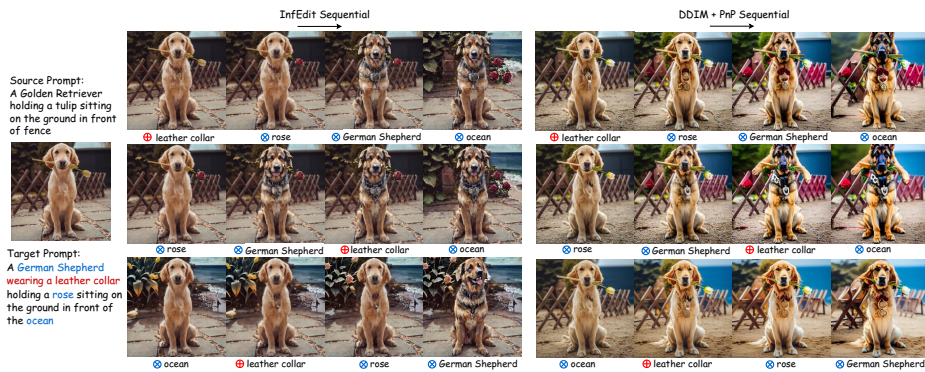 InfEdit Sequential
DDIM + PnP Sequential
Source Prompt:
A Golden Retriever
holding a tulip sitting
on the ground in front
of fence
Target Prompt:
A German Shepherd
wearing a leather collar
holding a rose sitting on
the ground in front of
the ocean
⊕ leather collar ⊗ rose ⊗ German Shepherd ⊗ ocean
⊕ leather collar ⊗ rose ⊗ German Shepherd ⊗ ocean
⊗ rose ⊗ German Shepherd ⊕ leather collar ⊗ ocean
⊗ rose ⊗ German Shepherd ⊕ leather collar ⊗ ocean
⊗ ocean ⊕ leather collar ⊗ rose ⊗ German Shepherd
⊗ ocean ⊕ leather collar ⊗ rose ⊗ German Shepherd